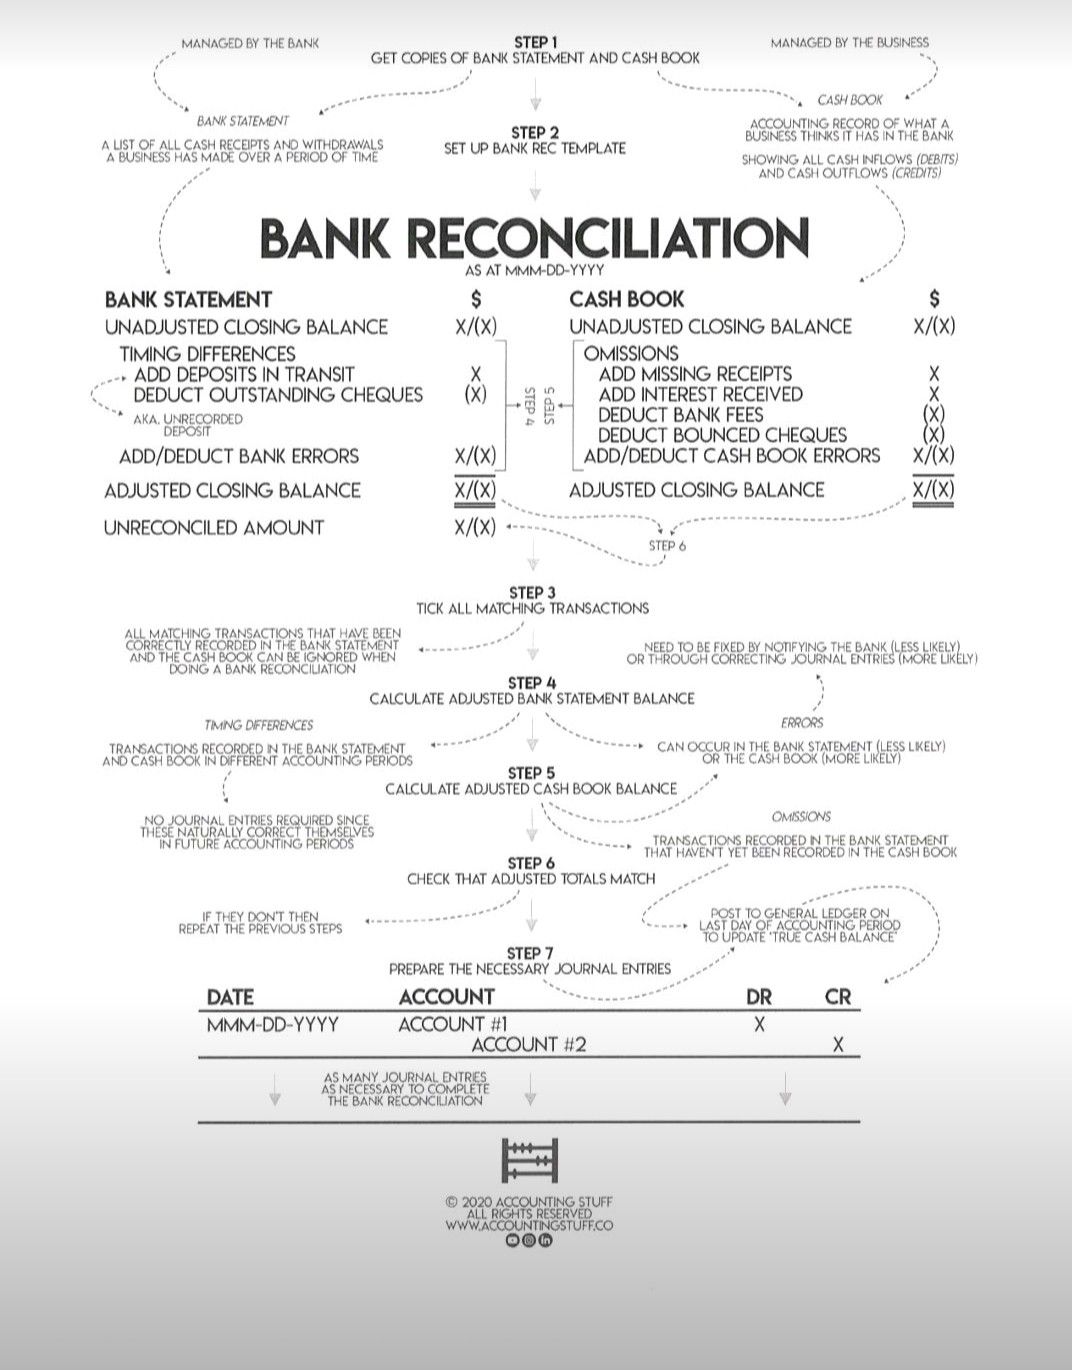 MANAGED BY THE BANK
STEP 1
GET COPIES OF BANK STATEMENT AND CASH BOOK
MANAGED BY THE BUSINESS
BANK STATEMENT
A LIST OF ALL CASH RECEIPTS AND WITHDRAWALS
A BUSINESS HAS MADE OVER A PERIOD OF TIME
STEP 2
SET UP BANK REC TEMPLATE
CASH BOOK
ACCOUNTING RECORD OF WHAT A
BUSINESS THINKS IT HAS IN THE BANK
SHOWING ALL CASH INFLOWS (DEBITS)
AND CASH OUTFLOWS (CREDITS)
BANK RECONCILIATION
AS AT MMM-DD-YYYY
BANK STATEMENT $
UNADJUSTED CLOSING BALANCE X/(X)
TIMING DIFFERENCES
ADD DEPOSITS IN TRANSIT X
DEDUCT OUTSTANDING CHEQUES (X)
AKA. UNRECORDED
DEPOSIT
ADD/DEDUCT BANK ERRORS X/(X)
ADJUSTED CLOSING BALANCE X/(X)
UNRECONCILED AMOUNT X/(X)
STEP 4
STEP 5
CASH BOOK $
UNADJUSTED CLOSING BALANCE X/(X)
OMISSIONS
ADD MISSING RECEIPTS X
ADD INTEREST RECEIVED X
DEDUCT BANK FEES (X)
DEDUCT BOUNCED CHEQUES (X)
ADD/DEDUCT CASH BOOK ERRORS X/(X)
ADJUSTED CLOSING BALANCE X/(X)
STEP 6
STEP 3
TICK ALL MATCHING TRANSACTIONS
ALL MATCHING TRANSACTIONS THAT HAVE BEEN
CORRECTLY RECORDED IN THE BANK STATEMENT
AND THE CASH BOOK CAN BE IGNORED WHEN
DOING A BANK RECONCILIATION
NEED TO BE FIXED BY NOTIFYING THE BANK (LESS LIKELY)
OR THROUGH CORRECTING JOURNAL ENTRIES (MORE LIKELY)
STEP 4
CALCULATE ADJUSTED BANK STATEMENT BALANCE
TIMING DIFFERENCES
TRANSACTIONS RECORDED IN THE BANK STATEMENT
AND CASH BOOK IN DIFFERENT ACCOUNTING PERIODS
ERRORS
CAN OCCUR IN THE BANK STATEMENT (LESS LIKELY)
OR THE CASH BOOK (MORE LIKELY)
STEP 5
CALCULATE ADJUSTED CASH BOOK BALANCE
NO JOURNAL ENTRIES REQUIRED SINCE
THESE NATURALLY CORRECT THEMSELVES
IN FUTURE ACCOUNTING PERIODS
OMISSIONS
TRANSACTIONS RECORDED IN THE BANK STATEMENT
THAT HAVEN'T YET BEEN RECORDED IN THE CASH BOOK
STEP 6
CHECK THAT ADJUSTED TOTALS MATCH
IF THEY DON'T THEN
REPEAT THE PREVIOUS STEPS
POST TO GENERAL LEDGER ON
LAST DAY OF ACCOUNTING PERIOD
TO UPDATE 'TRUE CASH BALANCE'
STEP 7
PREPARE THE NECESSARY JOURNAL ENTRIES
DATE ACCOUNT DR CR
MMM-DD-YYYY ACCOUNT #1 X
ACCOUNT #2 X
AS MANY JOURNAL ENTRIES
AS NECESSARY TO COMPLETE
THE BANK RECONCILIATION
© 2020 ACCOUNTING STUFF
ALL RIGHTS RESERVED
WWW.ACCOUNTINGSTUFF.CO